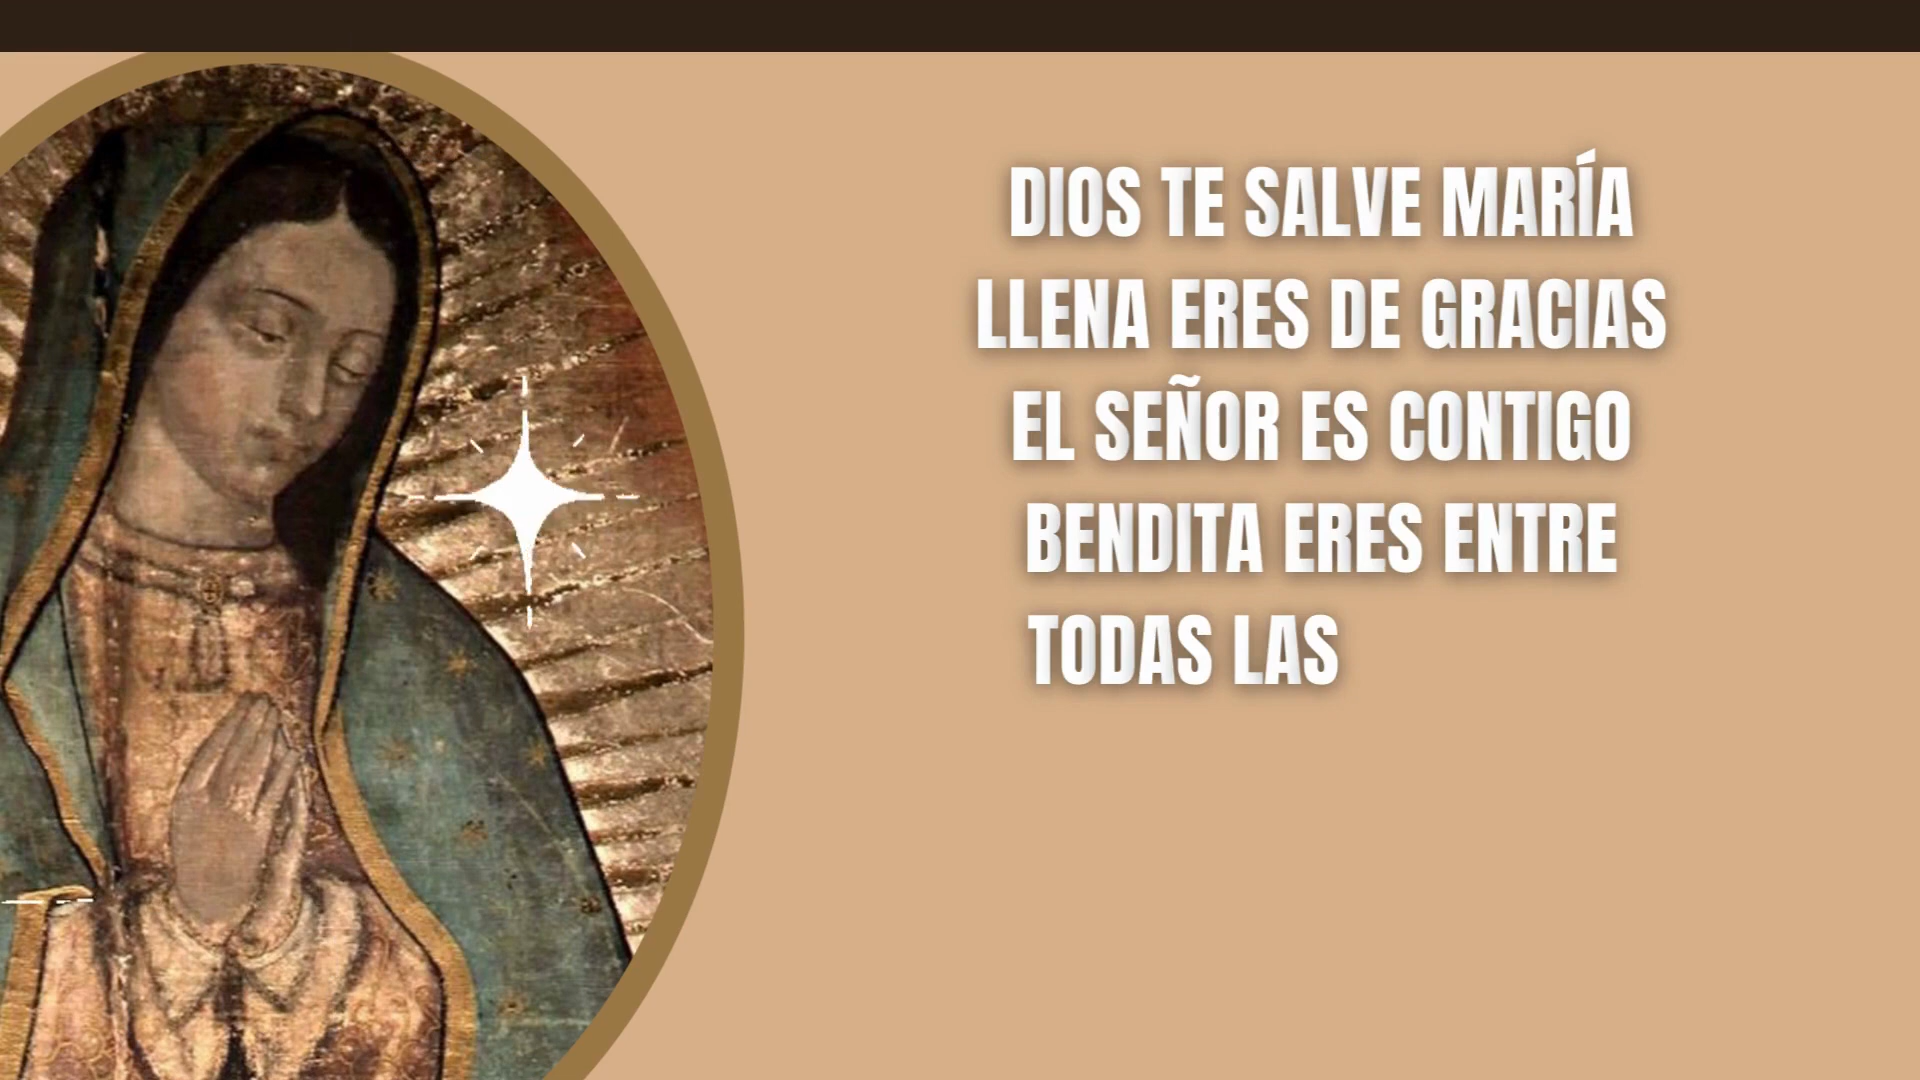 DIOS TE SALVE MARÍA
LLENA ERES DE GRACIAS
EL SEÑOR ES CONTIGO
BENDITA ERES ENTRE
TODAS LAS